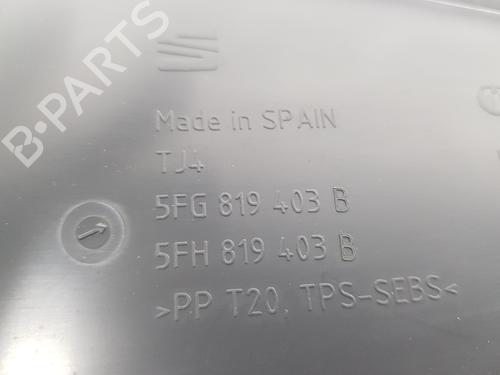 B-PARTS
Made in SPAIN
TJ4
5FG 819 403 B
5FH 819 403 B
>PP T20, TPS-SEBS<